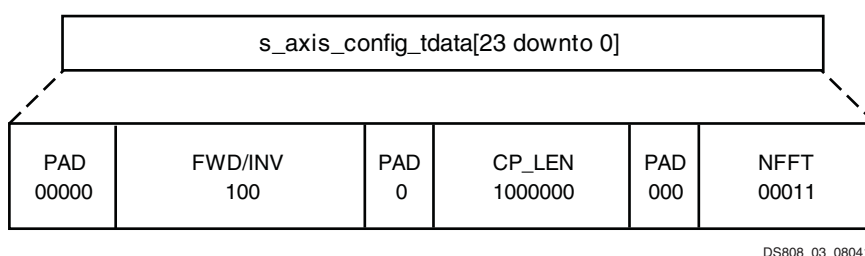 s_axis_config_tdata[23 downto 0]
PAD FWD/INV PAD CP_LEN PAD NFFT
00000 100 0 1000000 000 00011
DS808_03_0804